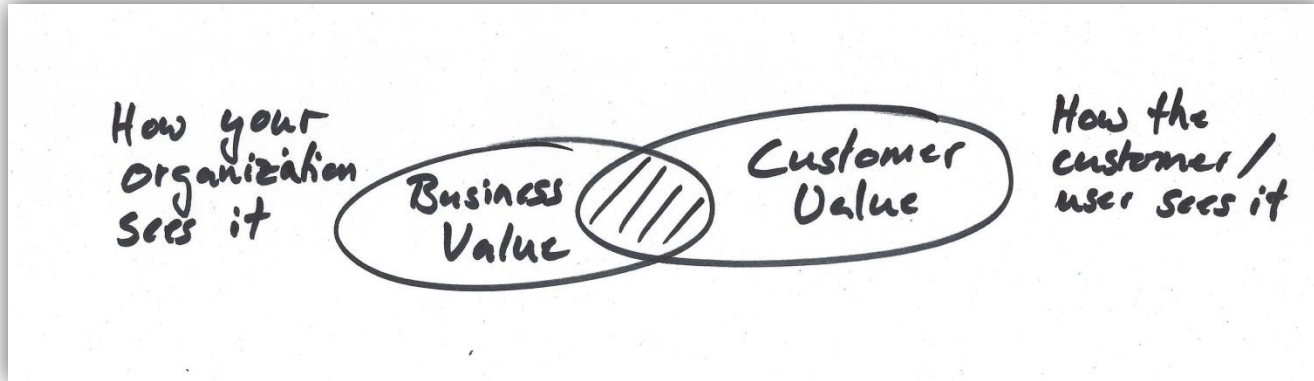 How your
organization
sees it
Business
Value
Customer
Value
How the
customer/
user sees it